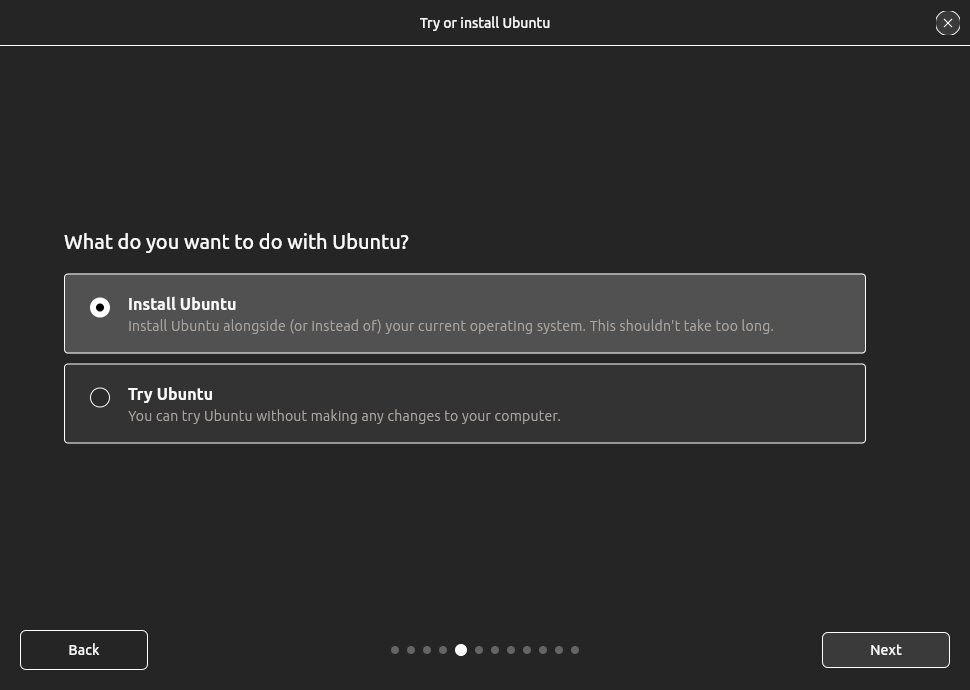 Try or install Ubuntu
What do you want to do with Ubuntu?
Install Ubuntu
Install Ubuntu alongside (or instead of) your current operating system. This shouldn't take too long.
Try Ubuntu
You can try Ubuntu without making any changes to your computer.
Back
Next